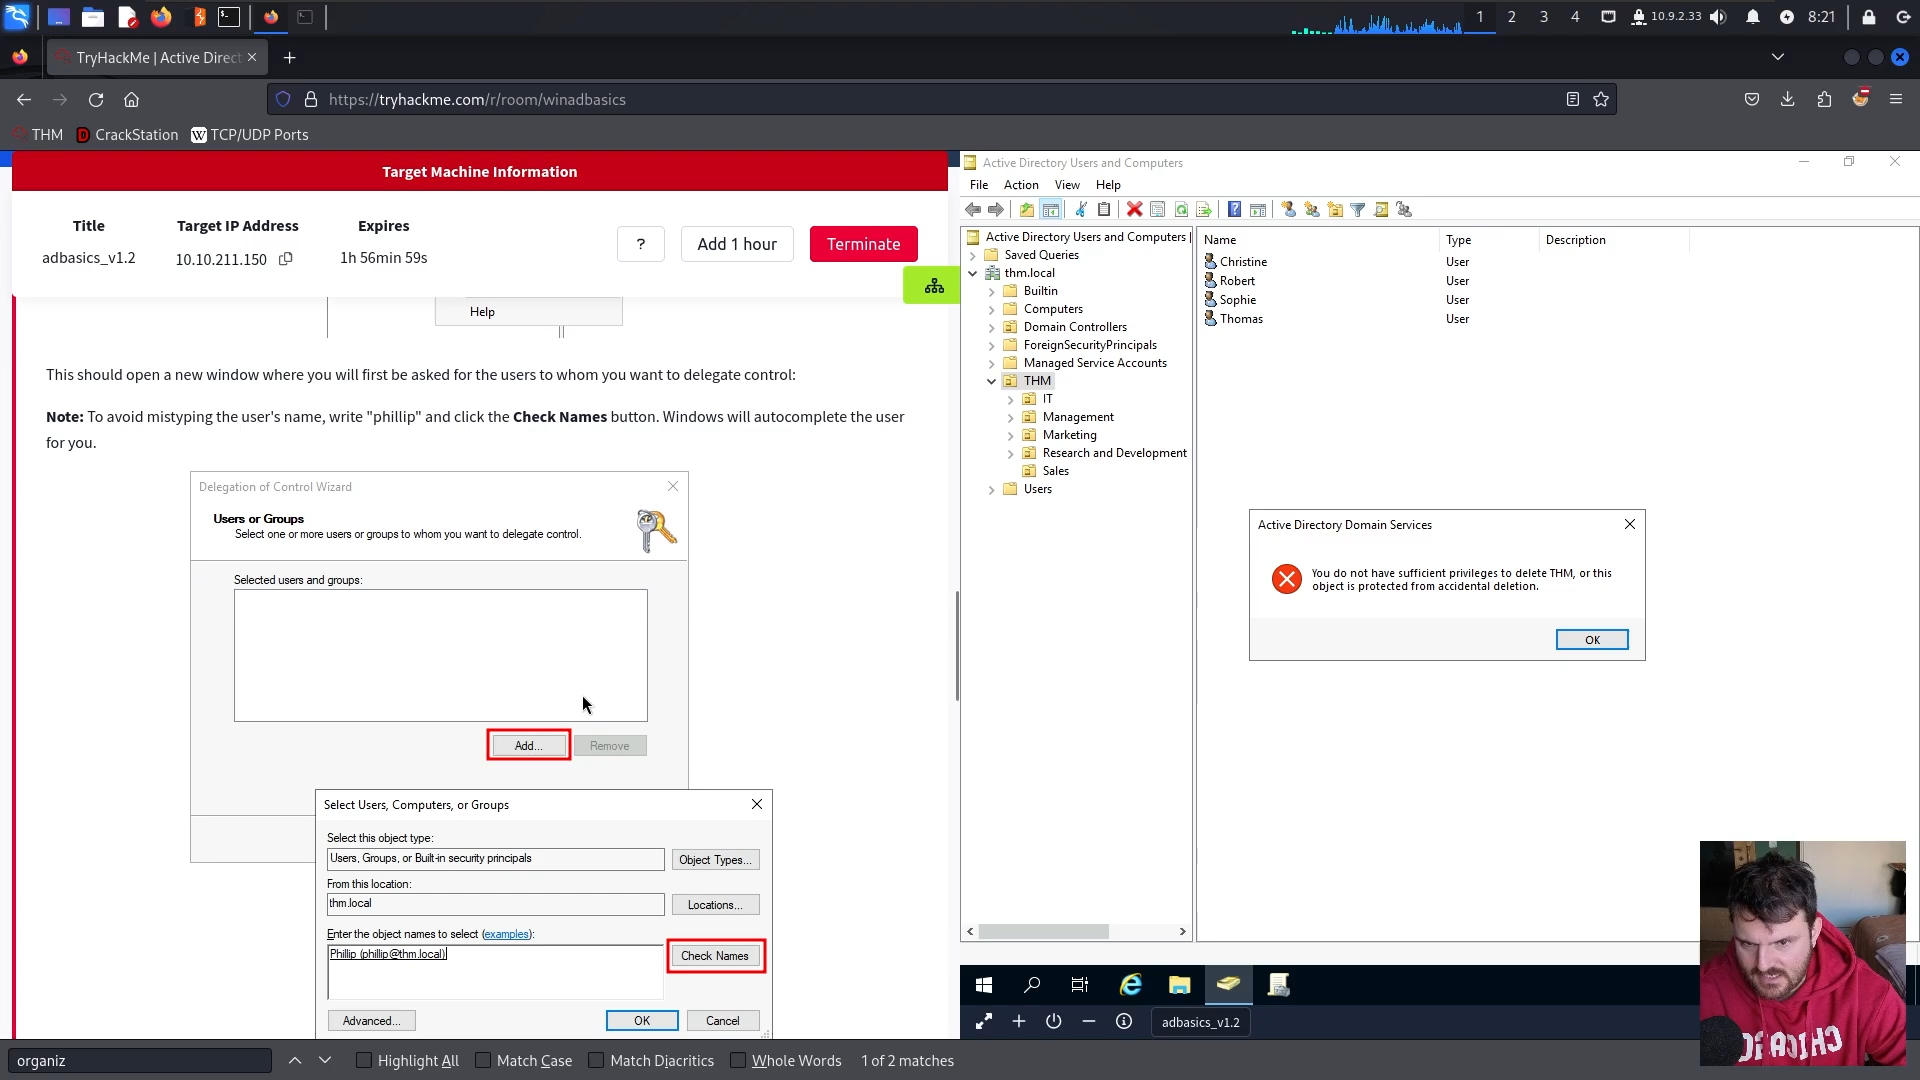 1
2
3
4
10.9.2.33
8:21
TryHackMe | Active Direct
https://tryhackme.com/r/room/winadbasics
THM
CrackStation
W TCP/UDP Ports
Target Machine Information
Title
Target IP Address
Expires
adbasics_v1.2
10.10.211.150
1h 56min 59s
?
Add 1 hour
Terminate
Help
This should open a new window where you will first be asked for the users to whom you want to delegate control:
Note: To avoid mistyping the user's name, write "phillip" and click the Check Names button. Windows will autocomplete the user
for you.
Delegation of Control Wizard
Users or Groups
Select one or more users or groups to whom you want to delegate control.
Selected users and groups:
Add...
Remove
Select Users, Computers, or Groups
Select this object type:
Users, Groups, or Built-in security principals
Object Types...
From this location:
thm.local
Locations...
Enter the object names to select (examples):
Phillip (phillip@thm.local)
Check Names
Advanced...
OK
Cancel
Active Directory Users and Computers
File
Action
View
Help
Active Directory Users and Computers
Saved Queries
thm.local
Builtin
Computers
Domain Controllers
ForeignSecurityPrincipals
Managed Service Accounts
THM
IT
Management
Marketing
Research and Development
Sales
Users
Name
Type
Description
Christine
User
Robert
User
Sophie
User
Thomas
User
Active Directory Domain Services
You do not have sufficient privileges to delete THM, or this
object is protected from accidental deletion.
OK
adbasics_v1.2
CHICAGO
organiz
Highlight All
Match Case
Match Diacritics
Whole Words
1 of 2 matches